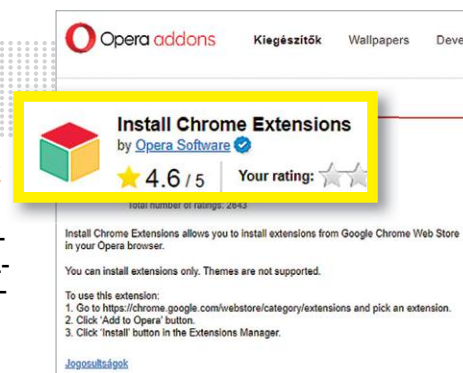 Opera addons
Kiegészítők Wallpapers Deve
Install Chrome Extensions
by Opera Software
4.6 / 5 Your rating:
Total number of ratings: 2643
Install Chrome Extensions allows you to install extensions from Google Chrome Web Store
in your Opera browser.
You can install extensions only. Themes are not supported.
To use this extension:
1. Go to https://chrome.google.com/webstore/category/extensions and pick an extension.
2. Click 'Add to Opera' button.
3. Click 'Install' button in the Extensions Manager.
Jogosultságok